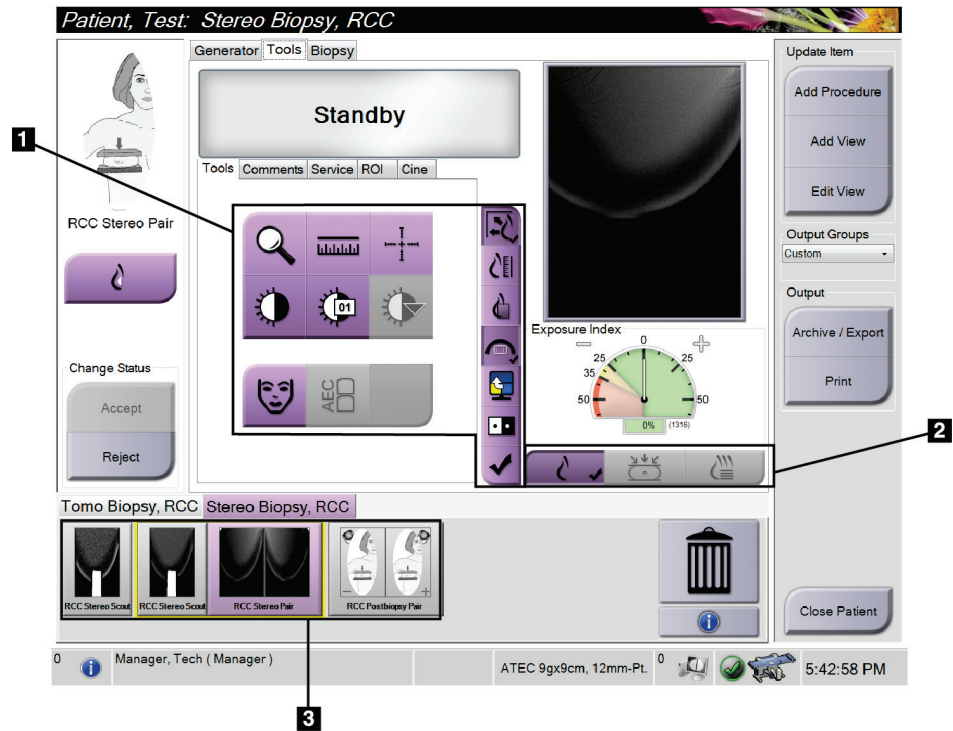 Patient, Test: Stereo Biopsy, RCC
Generator Tools Biopsy
Standby
Tools Comments Service ROI Cine
RCC Stereo Pair
01
AEC
Change Status
Accept
Reject
Exposure Index
0
25 25
35
50 50
0% (1316)
Update Item
Add Procedure
Add View
Edit View
Output Groups
Custom
Output
Archive / Export
Print
Close Patient
Tomo Biopsy, RCC Stereo Biopsy, RCC
RCC Stereo Scout RCC Stereo Scout RCC Stereo Pair RCC Postbiopsy Pair
0 Manager, Tech ( Manager ) ATEC 9gx9cm, 12mm-Pt. 0 5:42:58 PM
1
2
3